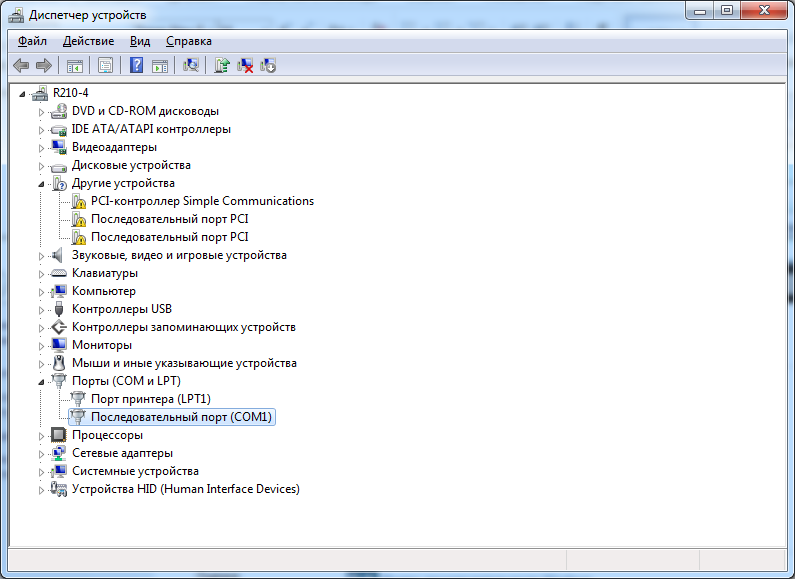 Диспетчер устройств
Файл Действие Вид Справка
R210-4
DVD и CD-ROM дисководы
IDE ATA/ATAPI контроллеры
Видеоадаптеры
Дисковые устройства
Другие устройства
PCI-контроллер Simple Communications
Последовательный порт PCI
Последовательный порт PCI
Звуковые, видео и игровые устройства
Клавиатуры
Компьютер
Контроллеры USB
Контроллеры запоминающих устройств
Мониторы
Мыши и иные указывающие устройства
Порты (COM и LPT)
Порт принтера (LPT1)
Последовательный порт (COM1)
Процессоры
Сетевые адаптеры
Системные устройства
Устройства HID (Human Interface Devices)